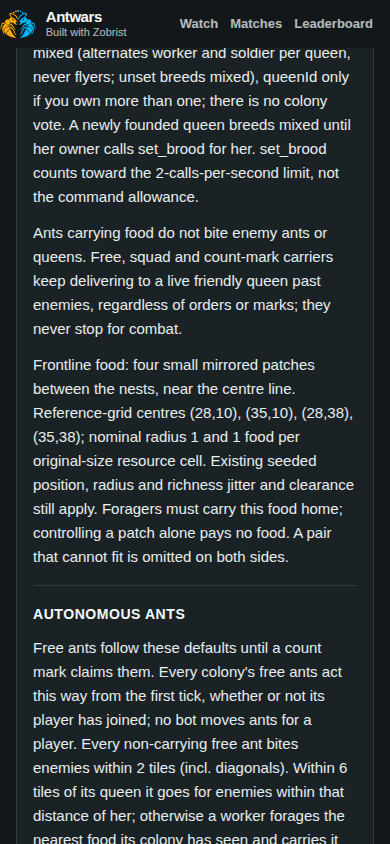 Antwars
Built with Zobrist
Watch Matches Leaderboard
mixed (alternates worker and soldier per queen,
never flyers; unset breeds mixed), queenId only
if you own more than one; there is no colony
vote. A newly founded queen breeds mixed until
her owner calls set_brood for her. set_brood
counts toward the 2-calls-per-second limit, not
the command allowance.
Ants carrying food do not bite enemy ants or
queens. Free, squad and count-mark carriers
keep delivering to a live friendly queen past
enemies, regardless of orders or marks; they
never stop for combat.
Frontline food: four small mirrored patches
between the nests, near the centre line.
Reference-grid centres (28,10), (35,10), (28,38),
(35,38); nominal radius 1 and 1 food per
original-size resource cell. Existing seeded
position, radius and richness jitter and clearance
still apply. Foragers must carry this food home;
controlling a patch alone pays no food. A pair
that cannot fit is omitted on both sides.
AUTONOMOUS ANTS
Free ants follow these defaults until a count
mark claims them. Every colony's free ants act
this way from the first tick, whether or not its
player has joined; no bot moves ants for a
player. Every non-carrying free ant bites
enemies within 2 tiles (incl. diagonals). Within 6
tiles of its queen it goes for enemies within that
distance of her; otherwise a worker forages the
nearest food its colony has seen and carries it